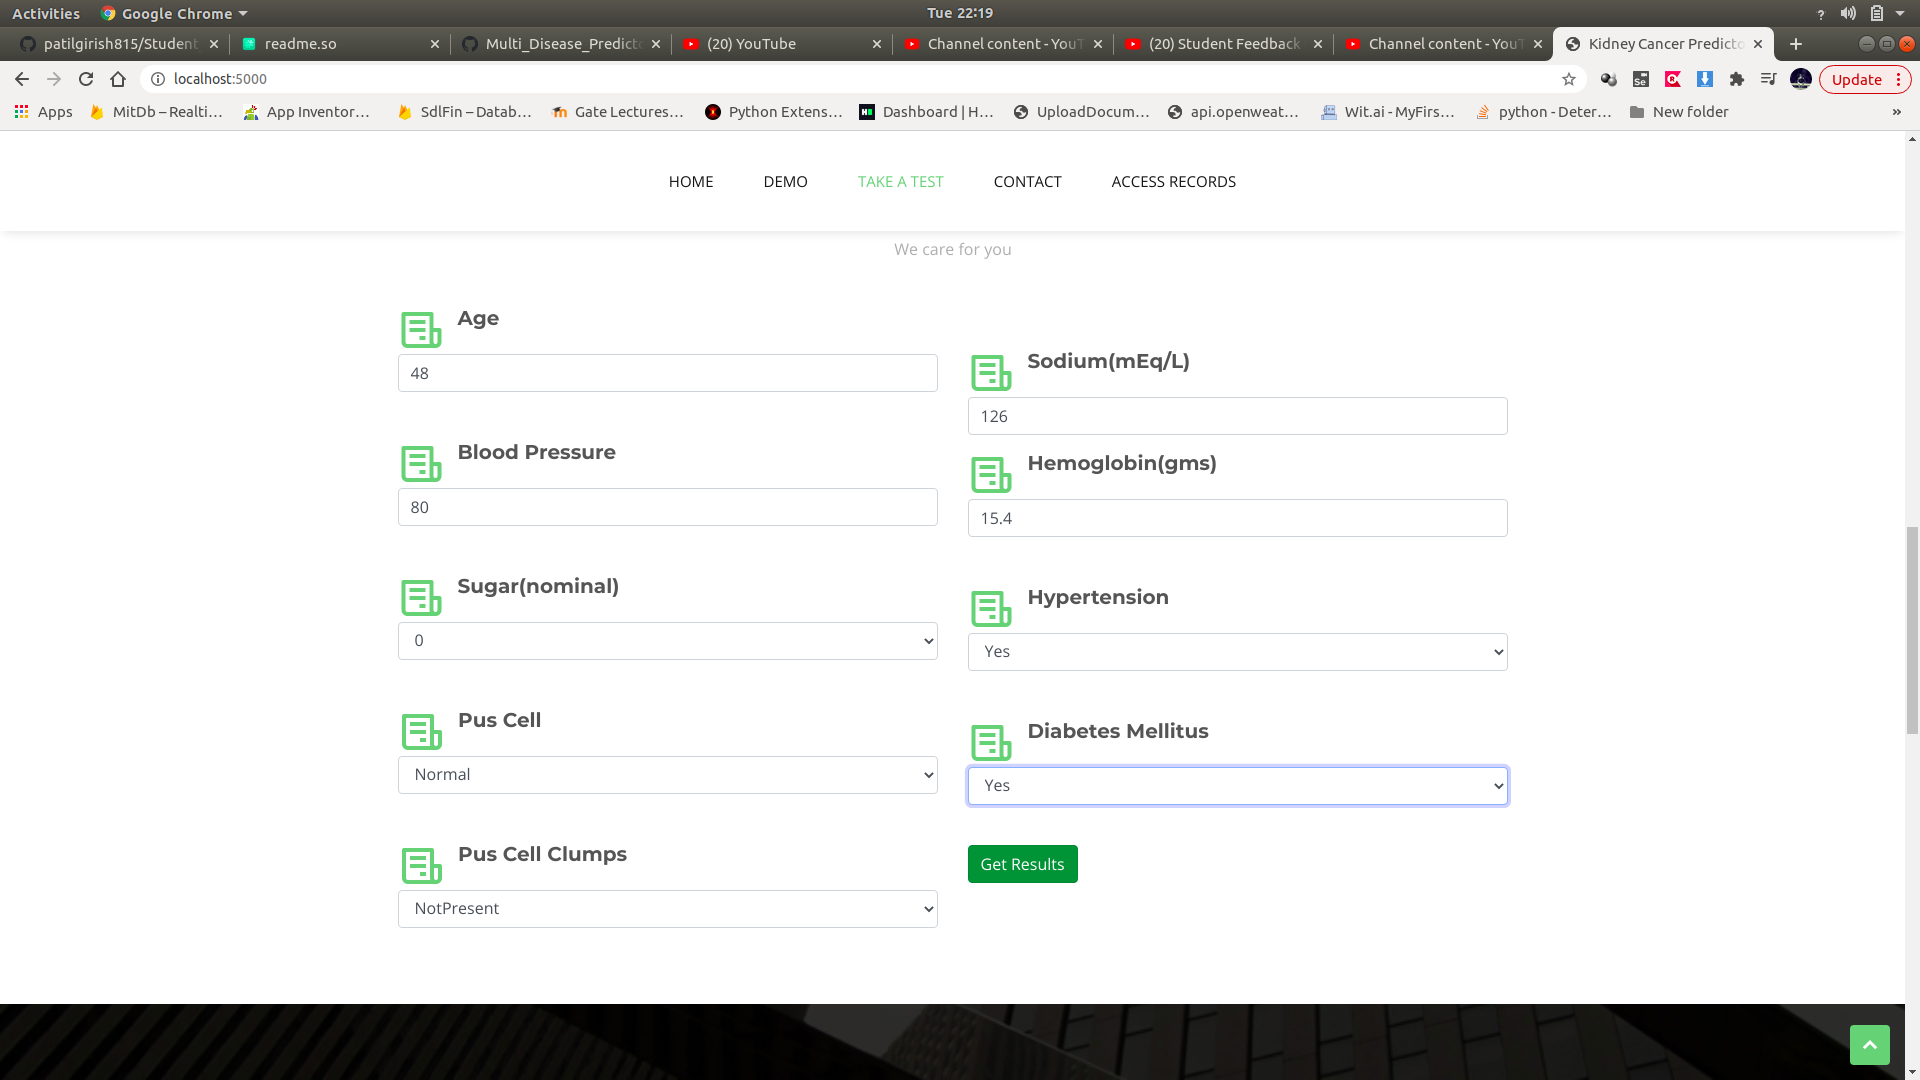 Activities
Google Chrome
Tue 22:19
?
patilgirish815/Student
readme.so
Multi_Disease_Predicto
(20) YouTube
Channel content - YouT
(20) Student Feedback
Channel content - YouT
Kidney Cancer Predicto
localhost:5000
Update
Apps
MitDb – Realti...
App Inventor...
SdlFin – Datab...
Gate Lectures...
Python Extens...
Dashboard | H...
UploadDocum...
api.openweat...
Wit.ai - MyFirs...
python - Deter...
New folder
»
HOME
DEMO
TAKE A TEST
CONTACT
ACCESS RECORDS
We care for you
Age
48
Blood Pressure
80
Sugar(nominal)
0
Pus Cell
Normal
Pus Cell Clumps
NotPresent
Sodium(mEq/L)
126
Hemoglobin(gms)
15.4
Hypertension
Yes
Diabetes Mellitus
Yes
Get Results